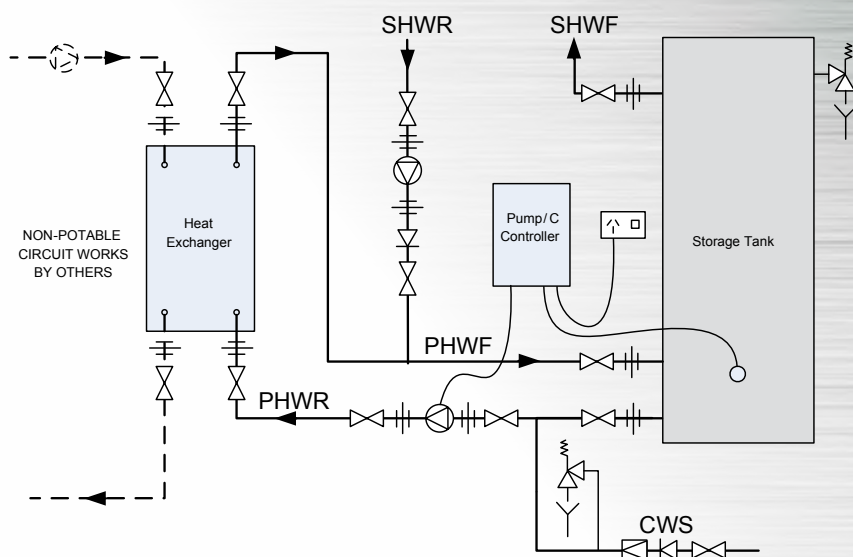 SHWR
SHWF
Heat
Exchanger
NON-POTABLE
CIRCUIT WORKS
BY OTHERS
Pump/C
Controller
Storage Tank
PHWF
PHWR
CWS